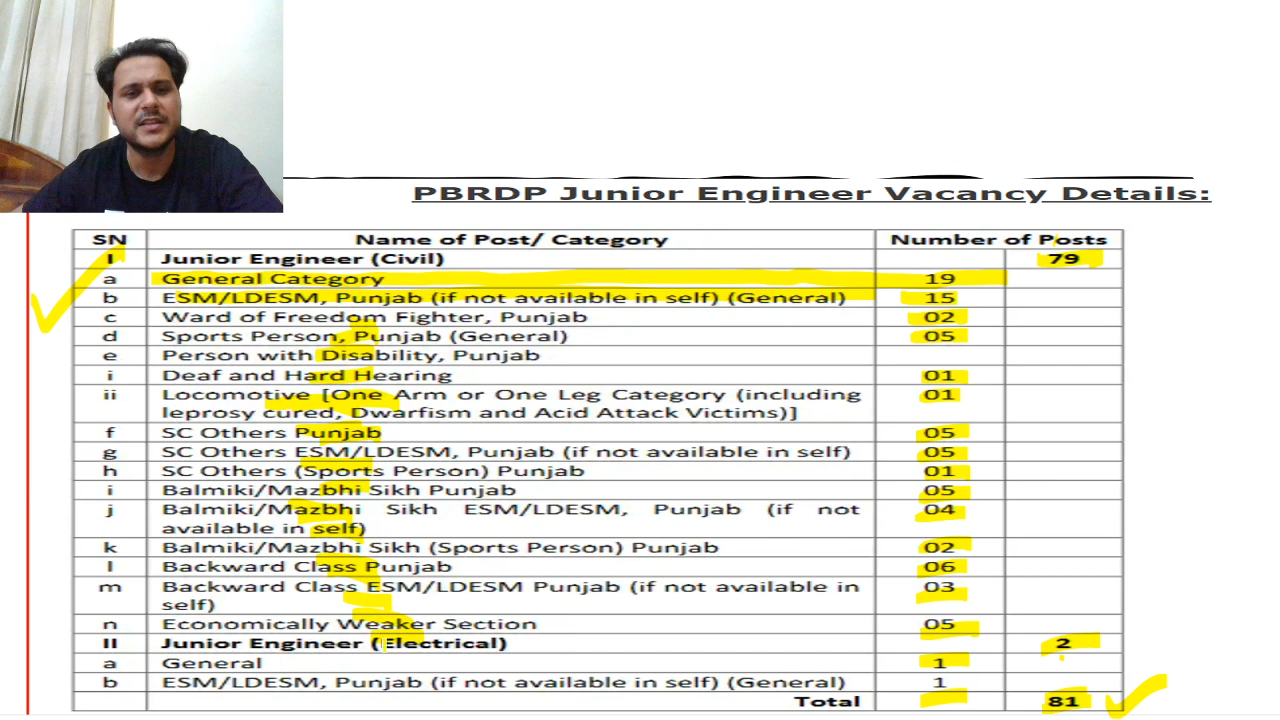 PBRDP Junior Engineer Vacancy Details:
SN Name of Post/ Category Number of Posts
I Junior Engineer (Civil) 79
a General Category 19
b ESM/LDESM, Punjab (if not available in self) (General) 15
c Ward of Freedom Fighter, Punjab 02
d Sports Person, Punjab (General) 05
e Person with Disability, Punjab
i Deaf and Hard Hearing 01
ii Locomotive [One Arm or One Leg Category (including 01
leprosy cured, Dwarfism and Acid Attack Victims)]
f SC Others Punjab 05
g SC Others ESM/LDESM, Punjab (if not available in self) 05
h SC Others (Sports Person) Punjab 01
i Balmiki/Mazbhi Sikh Punjab 05
j Balmiki/Mazbhi Sikh ESM/LDESM, Punjab (if not 04
available in self)
k Balmiki/Mazbhi Sikh (Sports Person) Punjab 02
l Backward Class Punjab 06
m Backward Class ESM/LDESM Punjab (if not available in 03
self)
n Economically Weaker Section 05
II Junior Engineer (Electrical) 2
a General 1
b ESM/LDESM, Punjab (if not available in self) (General) 1
Total 81